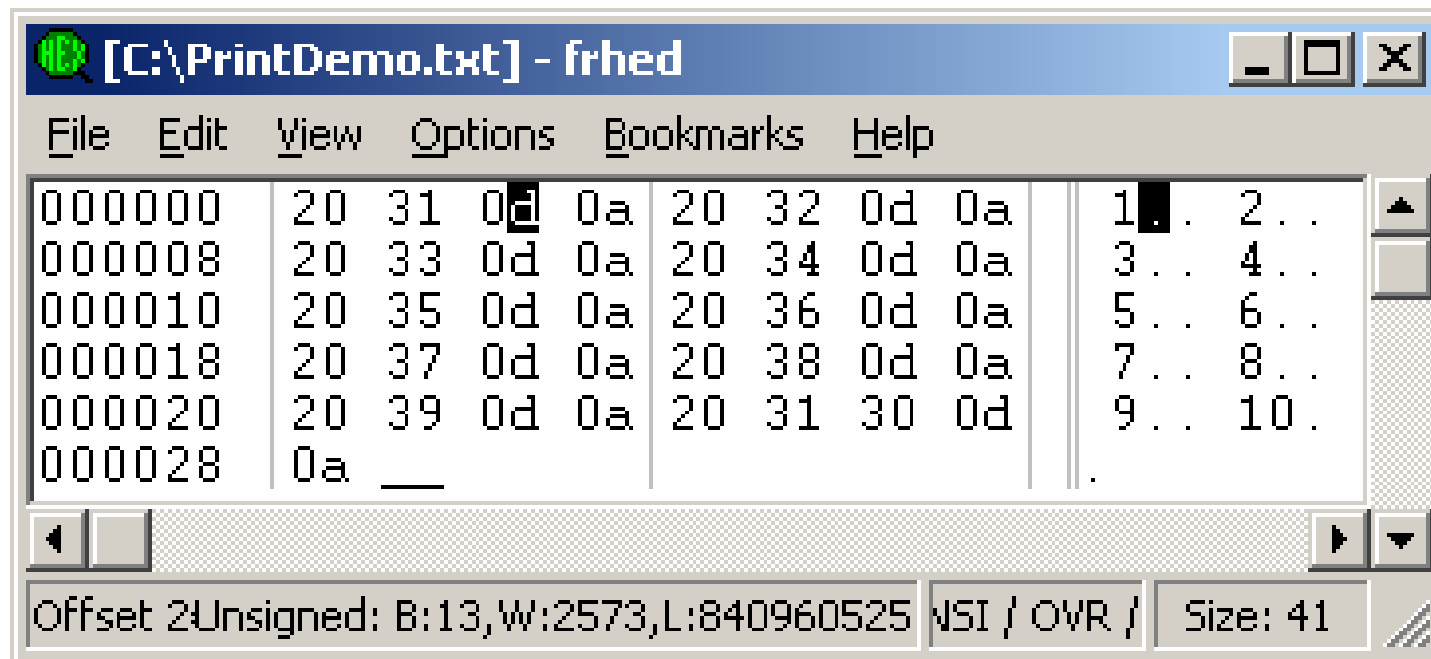 HEX [C:\PrintDemo.txt] - frhed
File Edit View Options Bookmarks Help
000000 20 31 0d 0a 20 32 0d 0a 1.. 2..
000008 20 33 0d 0a 20 34 0d 0a 3.. 4..
000010 20 35 0d 0a 20 36 0d 0a 5.. 6..
000018 20 37 0d 0a 20 38 0d 0a 7.. 8..
000020 20 39 0d 0a 20 31 30 0d 9.. 10.
000028 0a .
Offset 2 Unsigned: B:13,W:2573,L:840960525 NSI / OVR / Size: 41